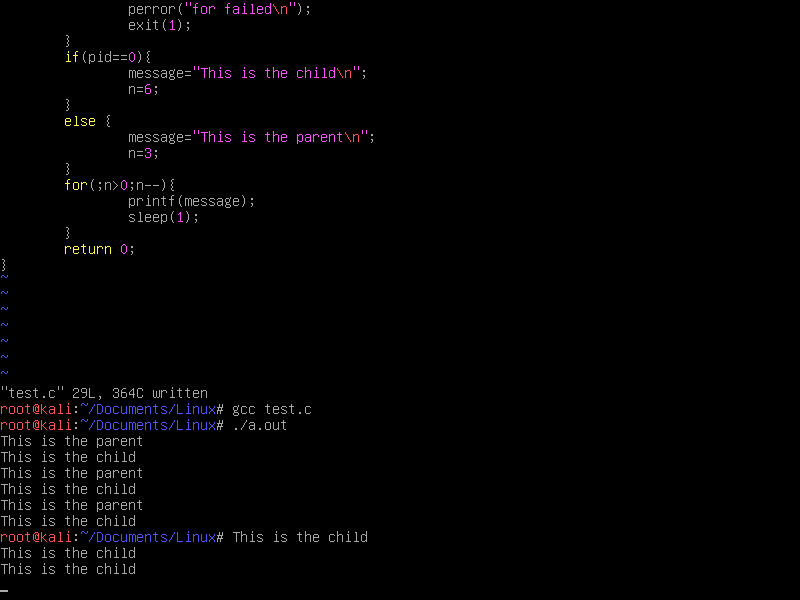 perror("for failed\n");
exit(1);
}
if(pid==0){
message="This is the child\n";
n=6;
}
else {
message="This is the parent\n";
n=3;
}
for(;n>0;n--){
printf(message);
sleep(1);
}
return 0;
}
~
~
~
~
~
~
~
"test.c" 29L, 364C written
root@kali:~/Documents/Linux# gcc test.c
root@kali:~/Documents/Linux# ./a.out
This is the parent
This is the child
This is the parent
This is the child
This is the parent
This is the child
root@kali:~/Documents/Linux# This is the child
This is the child
This is the child